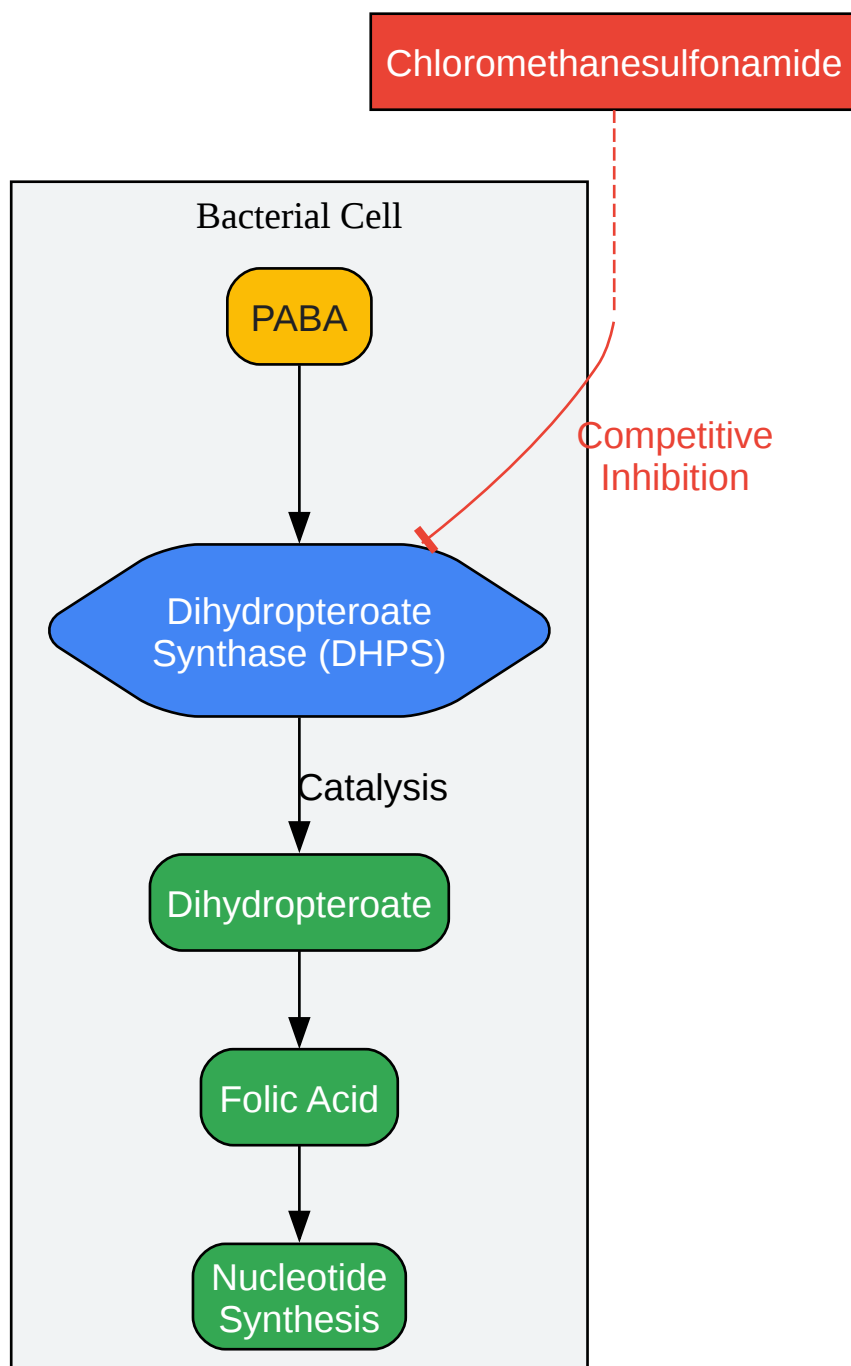 Chloromethanesulfonamide
Bacterial Cell
PABA
Competitive
Inhibition
Dihydropteroate
Synthase (DHPS)
Catalysis
Dihydropteroate
Folic Acid
Nucleotide
Synthesis